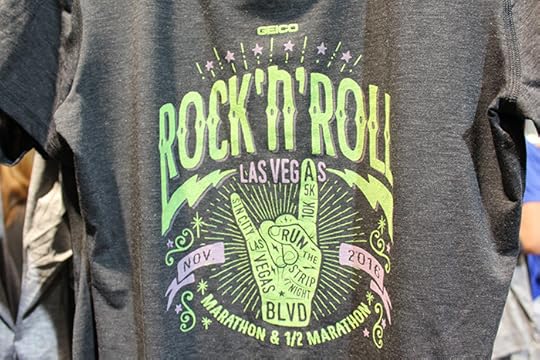 GEICO
ROCK 'N' ROLL
LAS VEGAS
5K
10K
SIN CITY LAS
VEGAS
RUN
THE
STRIP
@NIGHT
BLVD
NOV.
2016
MARATHON & 1/2 MARATHON